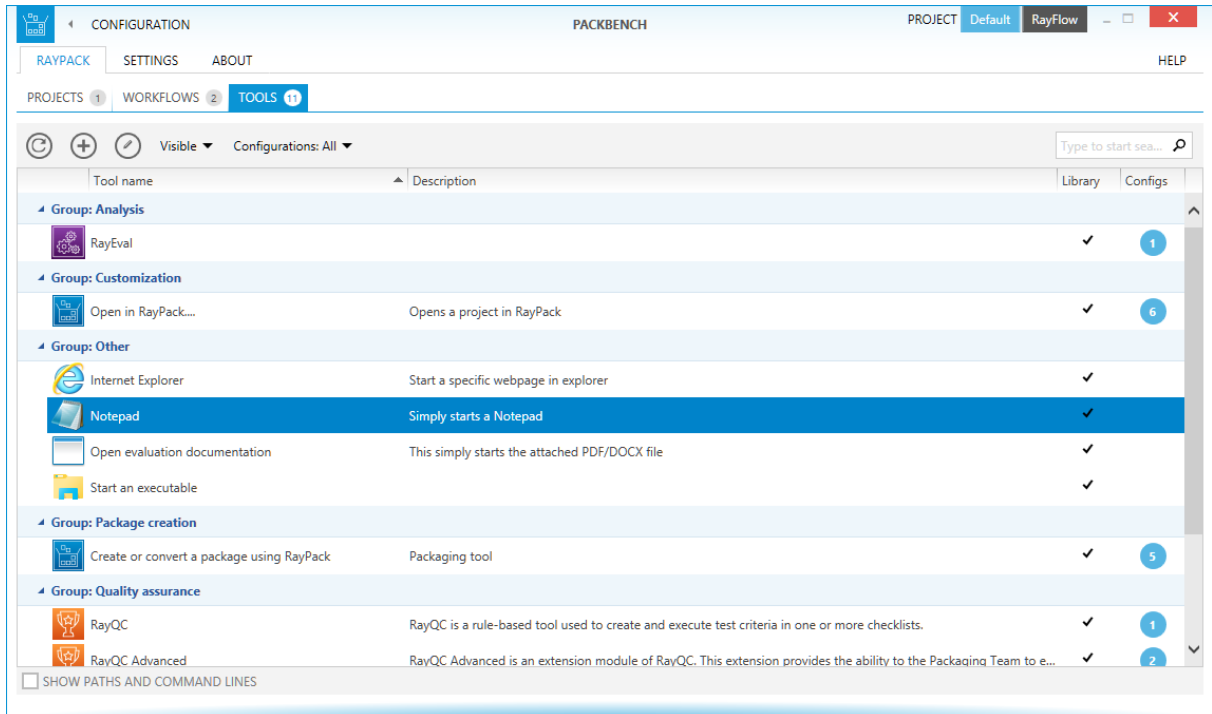 CONFIGURATION PACKBENCH PROJECT Default RayFlow
RAYPACK SETTINGS ABOUT HELP
PROJECTS 1 WORKFLOWS 2 TOOLS 11
Visible Configurations: All Type to start sea...
Tool name Description Library Configs
Group: Analysis
RayEval 1
Group: Customization
Open in RayPack.... Opens a project in RayPack 6
Group: Other
Internet Explorer Start a specific webpage in explorer
Notepad Simply starts a Notepad
Open evaluation documentation This simply starts the attached PDF/DOCX file
Start an executable
Group: Package creation
Create or convert a package using RayPack Packaging tool 5
Group: Quality assurance
RayQC RayQC is a rule-based tool used to create and execute test criteria in one or more checklists. 1
RayQC Advanced RayQC Advanced is an extension module of RayQC. This extension provides the ability to the Packaging Team to e... 2
SHOW PATHS AND COMMAND LINES